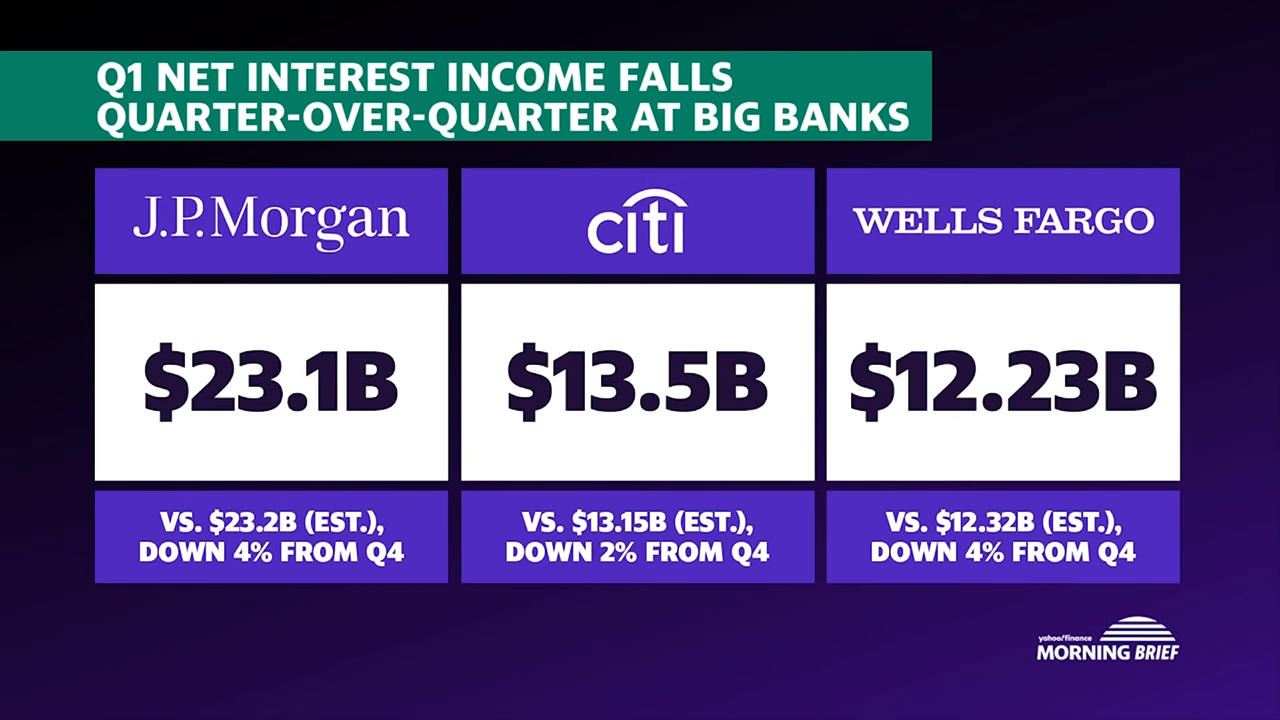 Q1 NET INTEREST INCOME FALLS
QUARTER-OVER-QUARTER AT BIG BANKS
J.P.Morgan
citi
WELLS FARGO
$23.1B
$13.5B
$12.23B
VS. $23.2B (EST.),
DOWN 4% FROM Q4
VS. $13.15B (EST.),
DOWN 2% FROM Q4
VS. $12.32B (EST.),
DOWN 4% FROM Q4
yahoo/finance
MORNING BRIEF